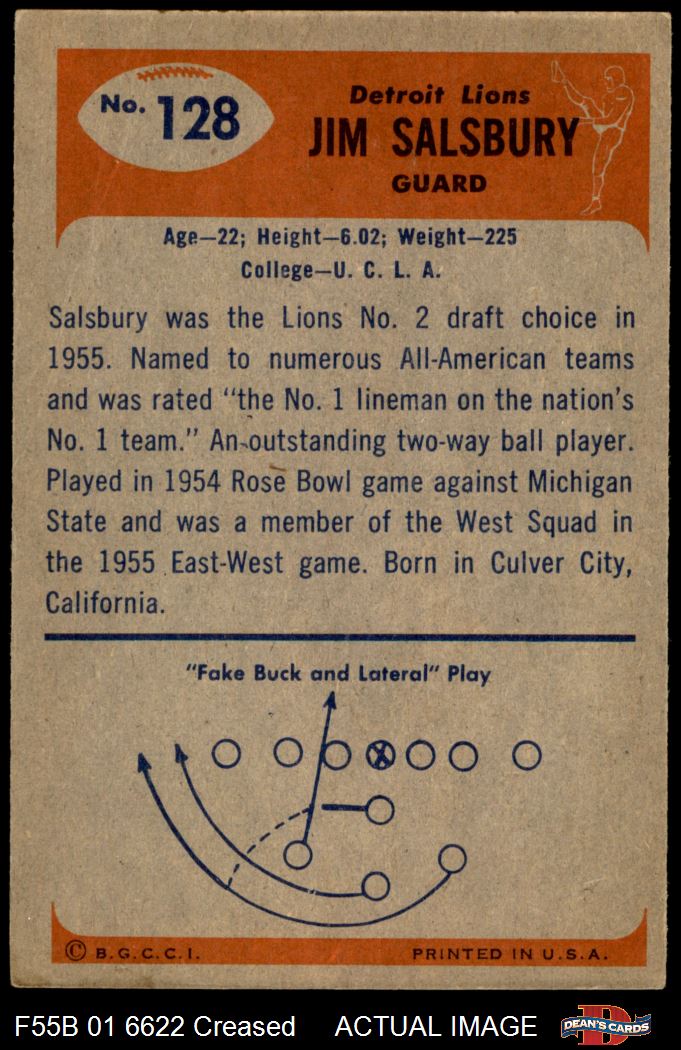 No. 128
Detroit Lions
JIM SALSBURY
GUARD
Age—22; Height—6.02; Weight—225
College—U. C. L. A.
Salsbury was the Lions No. 2 draft choice in
1955. Named to numerous All-American teams
and was rated “the No. 1 lineman on the nation’s
No. 1 team.” An outstanding two-way ball player.
Played in 1954 Rose Bowl game against Michigan
State and was a member of the West Squad in
the 1955 East-West game. Born in Culver City,
California.
“Fake Buck and Lateral” Play
X
© B.G.C.C.I.
PRINTED IN U.S.A.
F55B 01 6622 Creased ACTUAL IMAGE
D
DEAN'S CARDS